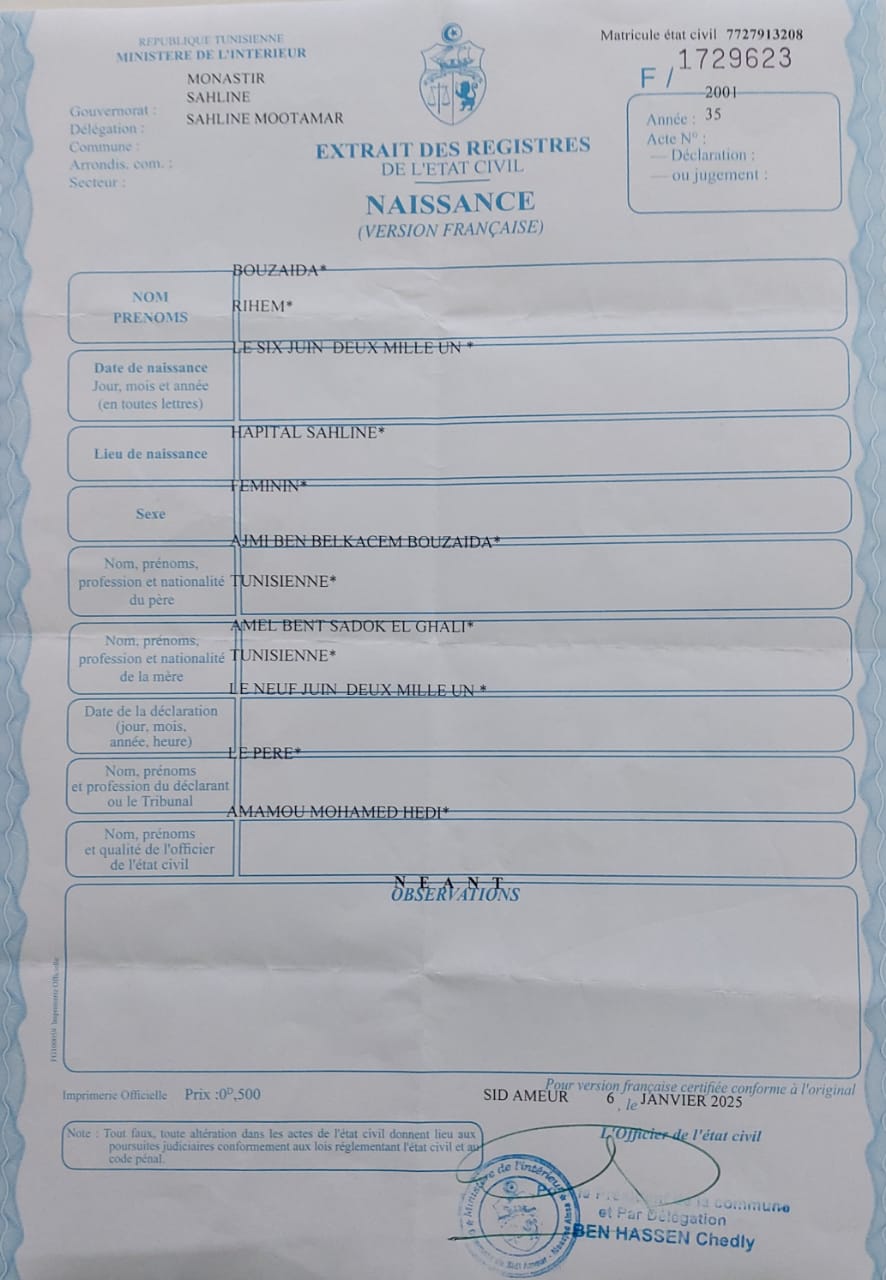 REPUBLIQUE TUNISIENNE
MINISTERE DE L'INTERIEUR
Matricule état civil 7727913208
F / 1729623
MONASTIR
SAHLINE
SAHLINE MOOTAMAR
Gouvernorat :
Délégation :
Commune :
Arrondis. com. :
Secteur :
2001
Année : 35
Acte N° :
— Déclaration :
— ou jugement :
EXTRAIT DES REGISTRES
DE L'ETAT CIVIL
NAISSANCE
(VERSION FRANÇAISE)
BOUZAIDA*
NOM
PRENOMS
RIHEM*
LE SIX JUIN DEUX MILLE UN *
Date de naissance
Jour, mois et année
(en toutes lettres)
HAPITAL SAHLINE*
Lieu de naissance
FEMININ*
Sexe
AJMI BEN BELKACEM BOUZAIDA*
Nom, prénoms,
profession et nationalité
du père
TUNISIENNE*
AMEL BENT SADOK EL GHALI*
Nom, prénoms,
profession et nationalité
de la mère
TUNISIENNE*
LE NEUF JUIN DEUX MILLE UN *
Date de la déclaration
(jour, mois,
année, heure)
LE PERE*
Nom, prénoms
et profession du déclarant
ou le Tribunal
AMAMOU MOHAMED HEDI*
Nom, prénoms
et qualité de l'officier
de l'état civil
N E A N T
OBSERVATIONS
Imprimerie Officielle
Imprimerie Officielle Prix :0ᴰ,500
Pour version française certifiée conforme à l'original
SID AMEUR 6 , le JANVIER 2025
L'Officier de l'état civil
Note : Tout faux, toute altération dans les actes de l'état civil donnent lieu aux
poursuites judiciaires conformement aux lois réglementant l'état civil et au
code pénal.
Ministère de l'intérieur
de la commune
et Par Délégation
BEN HASSEN Chedly